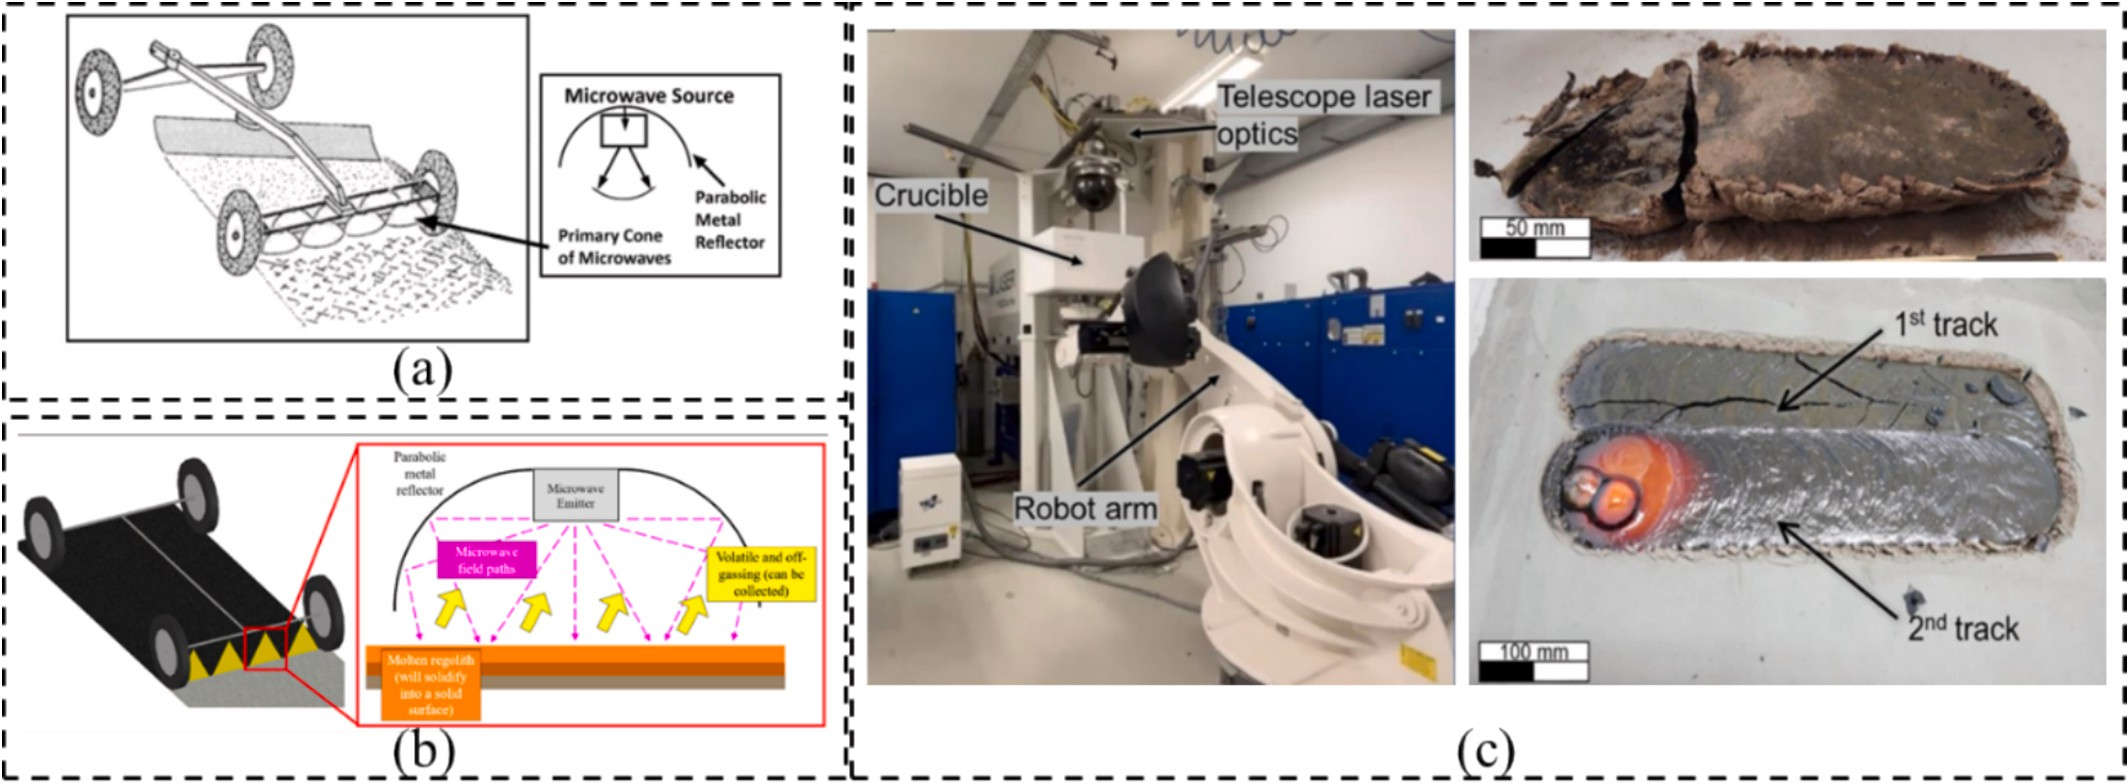 Microwave Source
Parabolic
Metal
Reflector
Primary Cone
of Microwaves
(a)
Parabolic
metal
reflector
Microwave
Emitter
Microwave
field paths
Volatile and off-
gassing (can be
collected)
Molten regolith
(will solidify
into a solid
surface)
(b)
Telescope laser
optics
Crucible
Robot arm
50 mm
1st track
2nd track
100 mm
(c)